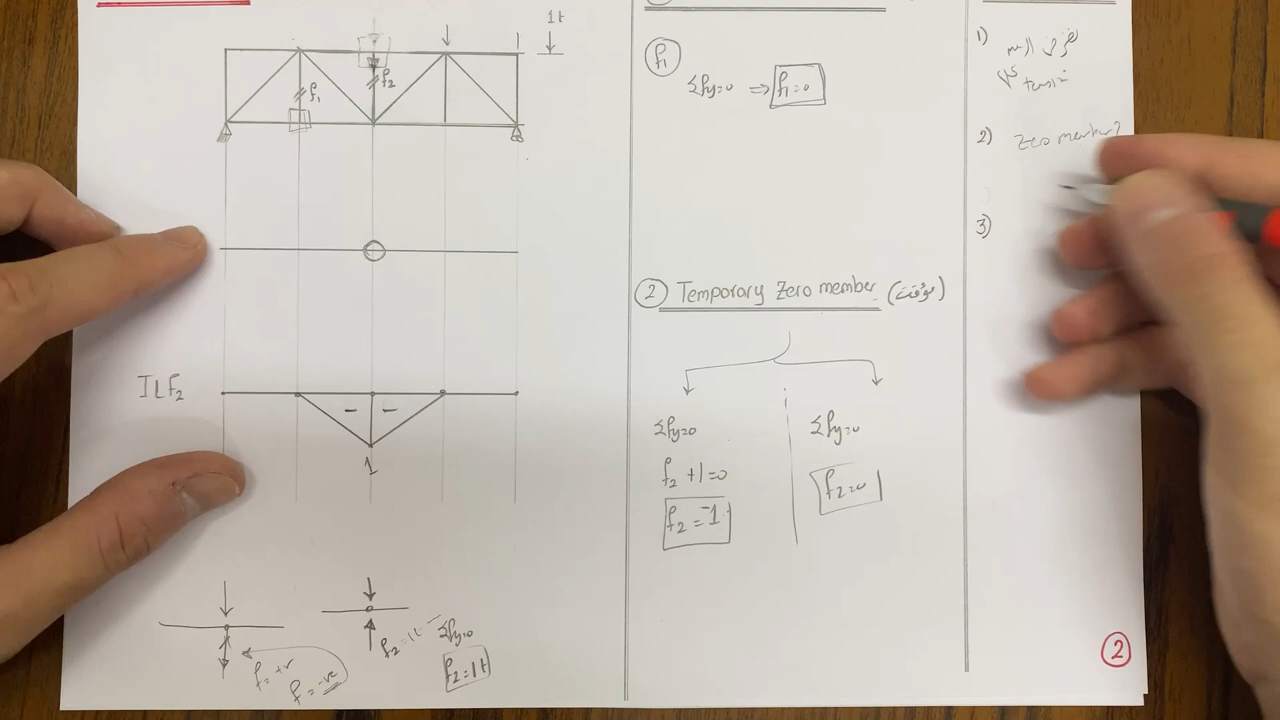 1t
f1
f2
ILF2
- -
1
f=+ve
f=-ve
f2=1t
Σfy=0
f2=1t
f1
Σfy=0 ⇒ f1=0
2 Temporary Zero member (مؤقت)
Σfy=0
f2+1=0
f2=-1
Σfy=0
f2=0
1) نفرض
tension
2) Zero member?
3)
2